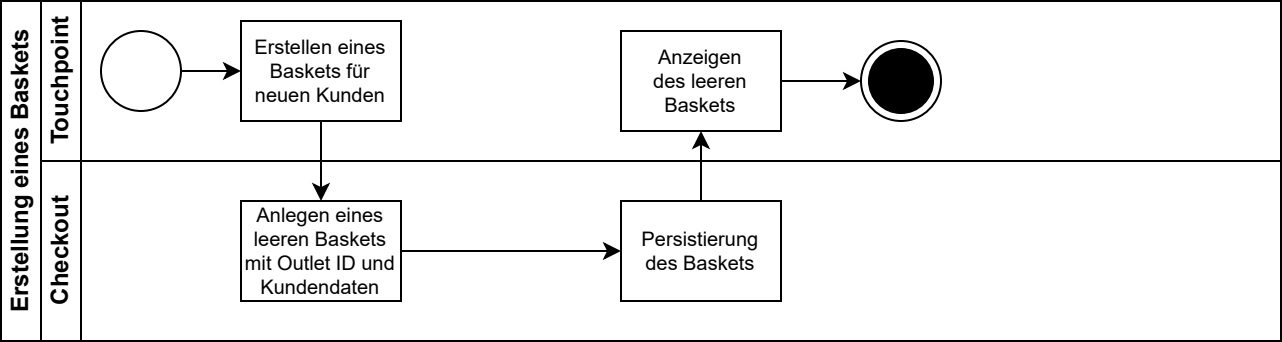 Erstellung eines Baskets
Touchpoint
Erstellen eines
Baskets für
neuen Kunden
Anzeigen
des leeren
Baskets
Checkout
Anlegen eines
leeren Baskets
mit Outlet ID und
Kundendaten
Persistierung
des Baskets